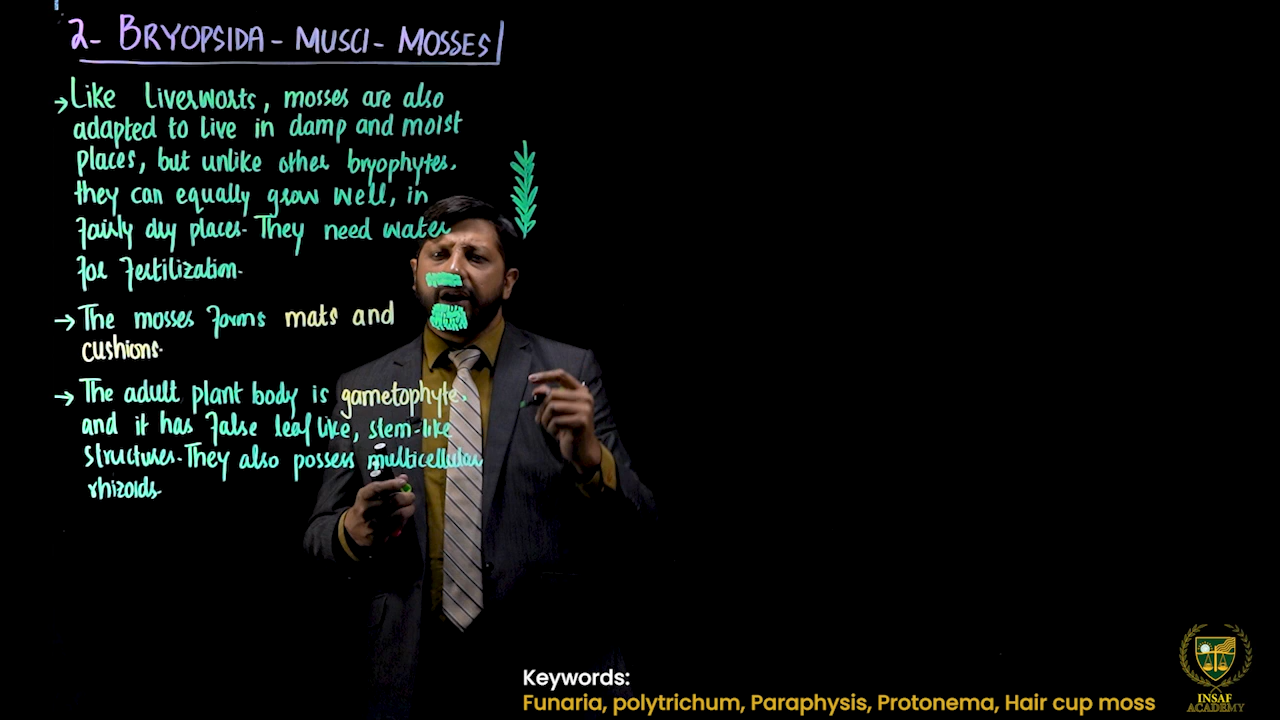 2- BRYOPSIDA - MUSCI - MOSSES
→ Like Liverworts, mosses are also
adapted to live in damp and moist
places, but unlike other bryophytes,
they can equally grow well, in
fairly dry places. They need water
for fertilization.
→ The mosses forms mats and
cushions.
→ The adult plant body is gametophyte,
and it has false leaf like, stem-like
structures. They also possess multicellular
rhizoids.
Keywords:
Funaria, polytrichum, Paraphysis, Protonema, Hair cup moss
INSAF
ACADEMY